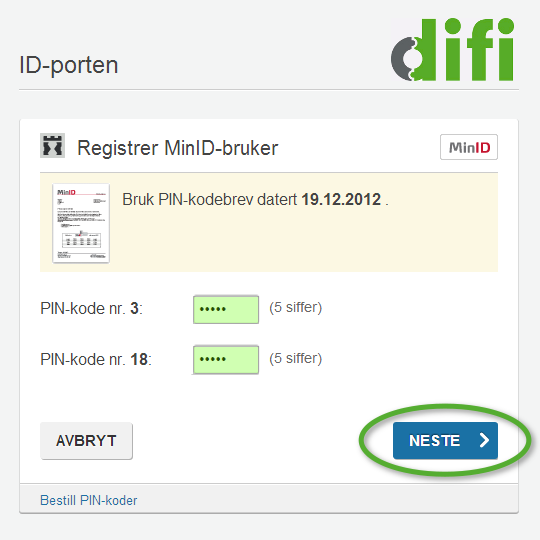 difi
ID-porten
Registrer MinID-bruker
MinID
MinID
Bruk PIN-kodebrev datert 19.12.2012 .
PIN-kode nr. 3:
••••• (5 siffer)
PIN-kode nr. 18:
••••• (5 siffer)
AVBRYT
NESTE
Bestill PIN-koder